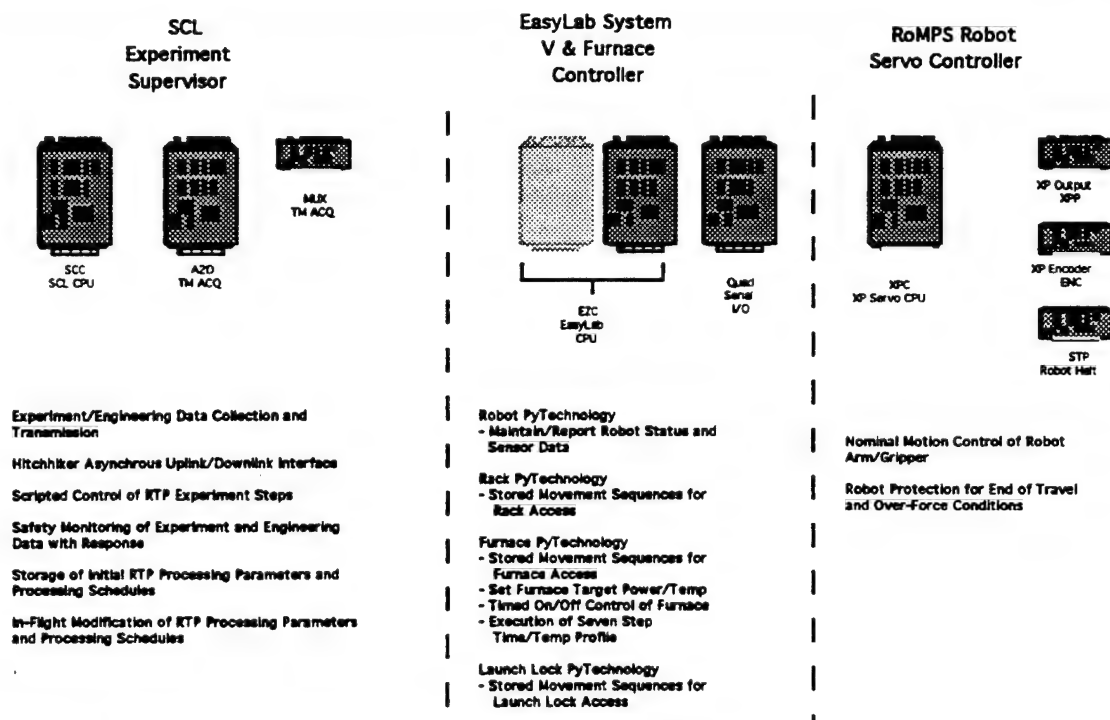 SCL
Experiment
Supervisor
MUX
TM ACQ
SCC
SCL CPU
A2D
TM ACQ
Experiment/Engineering Data Collection and
Transmission
Hitchhiker Asynchrous Uplink/Downlink Interface
Scripted Control of RTP Experiment Steps
Safety Monitoring of Experiment and Engineering
Data with Response
Storage of Initial RTP Processing Parameters and
Processing Schedules
In-Flight Modification of RTP Processing Parameters
and Processing Schedules
EasyLab System
V & Furnace
Controller
EZC
EasyLab
CPU
Quad
Serial
I/O
Robot PyTechnology
- Maintain/Report Robot Status and
Sensor Data
Rack PyTechnology
- Stored Movement Sequences for
Rack Access
Furnace PyTechnology
- Stored Movement Sequences for
Furnace Access
- Set Furnace Target Power/Temp
- Timed On/Off Control of Furnace
- Execution of Seven Step
Time/Temp Profile
Launch Lock PyTechnology
- Stored Movement Sequences for
Launch Lock Access
RoMPS Robot
Servo Controller
XPC
XP Servo CPU
XP Output
XPP
XP Encoder
ENC
STP
Robot Halt
Nominal Motion Control of Robot
Arm/Gripper
Robot Protection for End of Travel
and Over-Force Conditions